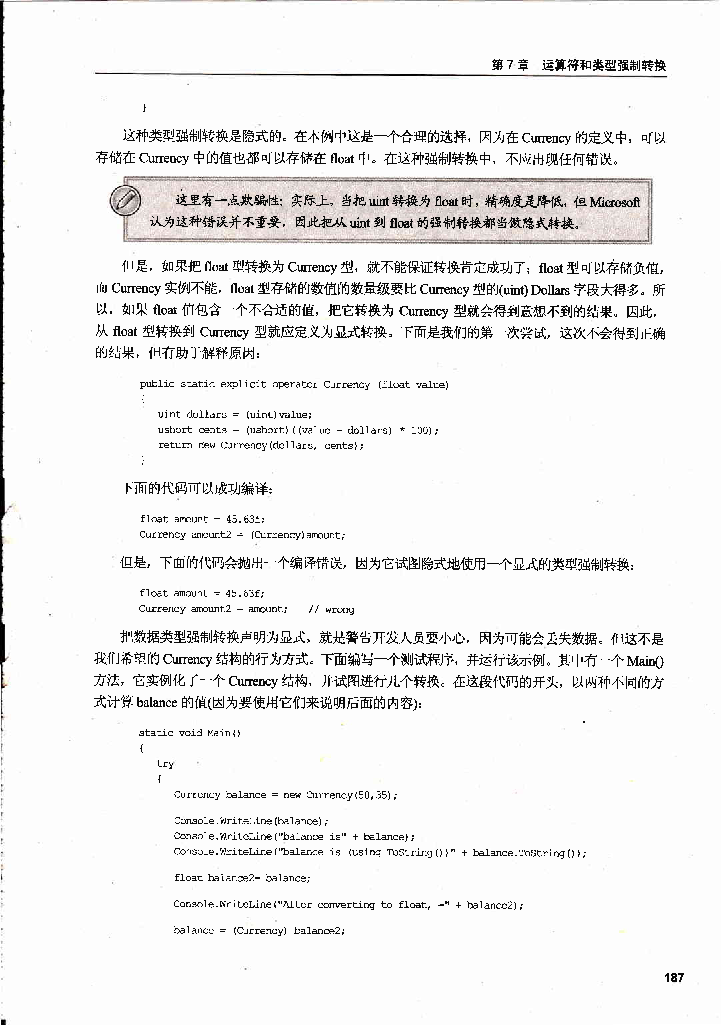 第 7 章　运算符和类型强制转换
}
这种类型强制转换是隐式的。在本例中这是一个合理的选择，因为在 Currency 的定义中，可以
存储在 Currency 中的值也都可以存储在 float 中。在这种强制转换中，不应出现任何错误。
这里有一点欺骗性：实际上，当把 uint 转换为 float 时，精确度是降低，但 Microsoft
认为这种错误并不重要，因此把从 uint 到 float 的强制转换都当做隐式转换。
但是，如果把 float 型转换为 Currency 型，就不能保证转换肯定成功了；float 型可以存储负值，
而 Currency 实例不能，float 型存储的数值的数量级要比 Currency 型的(uint) Dollars 字段大得多。所
以，如果 float 值包含一个不合适的值，把它转换为 Currency 型就会得到意想不到的结果。因此，
从 float 型转换到 Currency 型就应定义为显式转换。下面是我们的第一次尝试，这次不会得到正确
的结果，但有助于解释原因：
public static explicit operator Currency (float value)
{
uint dollars = (uint)value;
ushort cents = (ushort)((value - dollars) * 100);
return new Currency(dollars, cents);
}
下面的代码可以成功编译：
float amount = 45.63f;
Currency amount2 = (Currency)amount;
但是，下面的代码会抛出一个编译错误，因为它试图隐式地使用一个显式的类型强制转换：
float amount = 45.63f;
Currency amount2 = amount;　// wrong
把数据类型强制转换声明为显式，就是警告开发人员要小心，因为可能会丢失数据。但这不是
我们希望的 Currency 结构的行为方式。下面编写一个测试程序，并运行该示例。其中有一个 Main()
方法，它实例化了一个 Currency 结构，并试图进行几个转换。在这段代码的开头，以两种不同的方
式计算 balance 的值(因为要使用它们来说明后面的内容)：
static void Main()
{
try
{
Currency balance = new Currency(50,35);
Console.WriteLine(balance);
Console.WriteLine("balance is" + balance);
Console.WriteLine("balance is (using ToString())" + balance.ToString());
float balance2= balance;
Console.WriteLine("After converting to float, =" + balance2);
balance = (Currency) balance2;
187